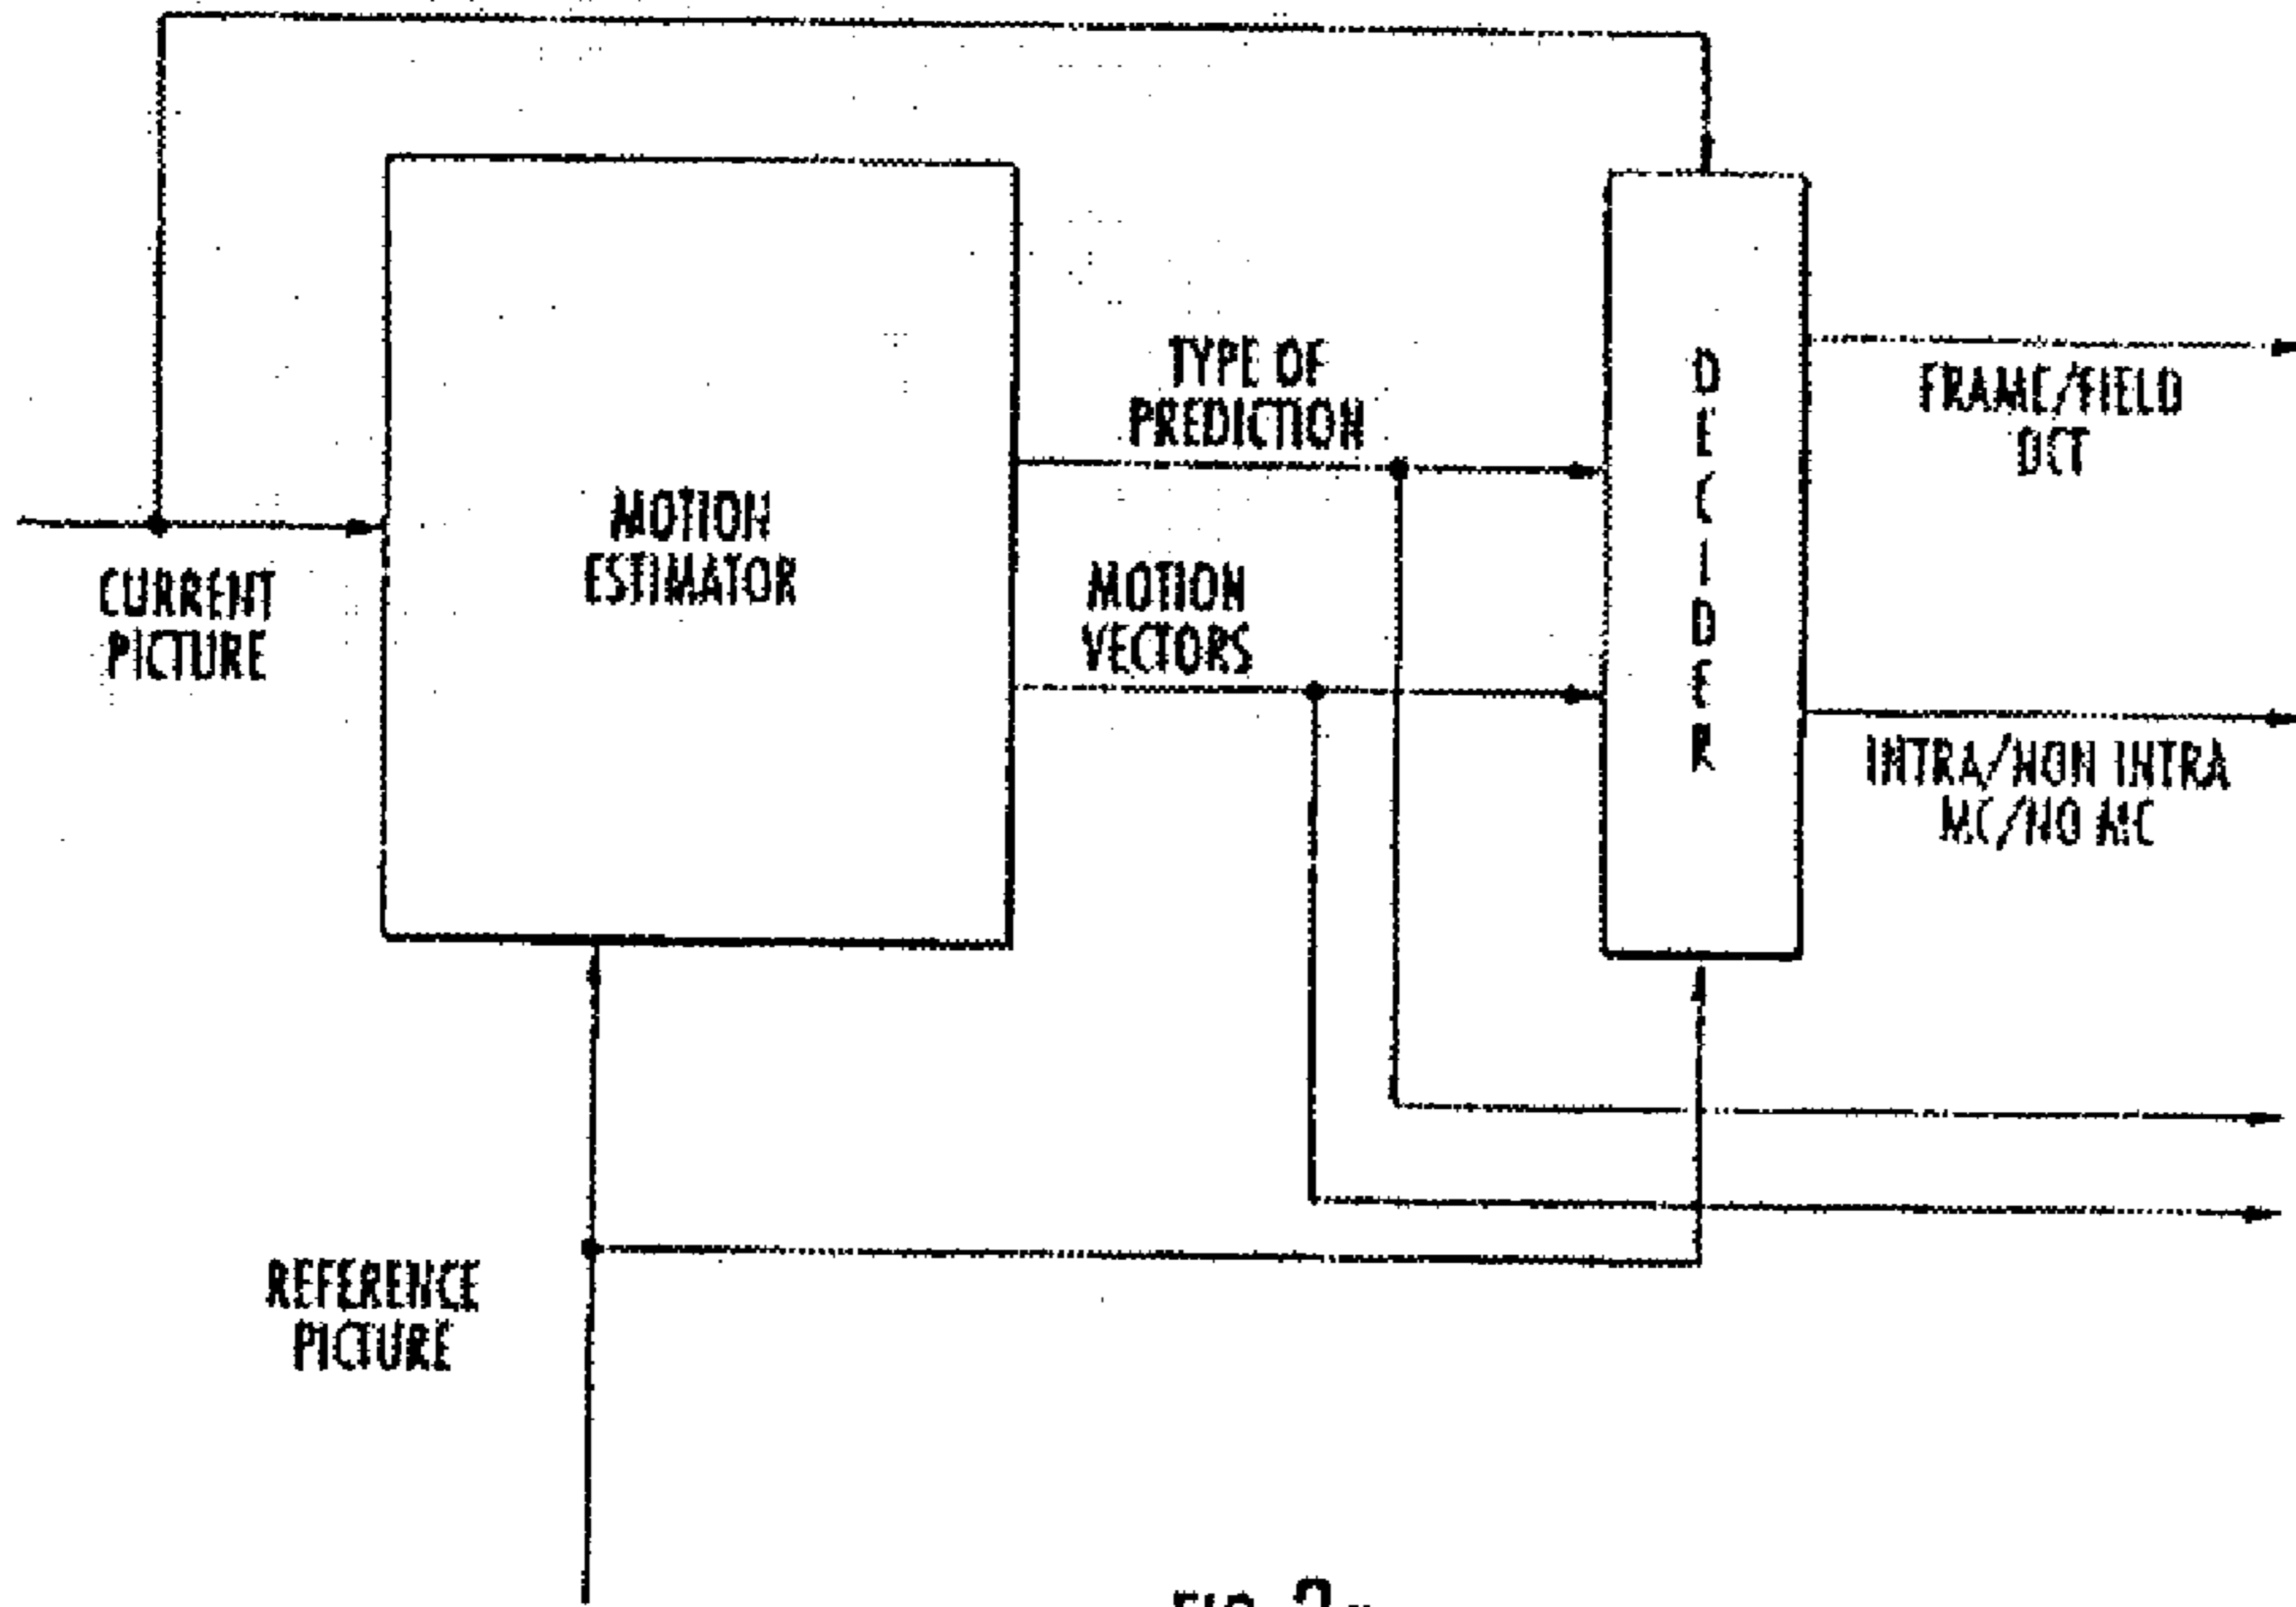 TYPE OF
PREDICTION
MOTION
ESTIMATOR
MOTION
VECTORS
CURRENT
PICTURE
DECIDER
FRAME/FIELD
DCT
INTRA/NON INTRA
MC/NO MC
REFERENCE
PICTURE